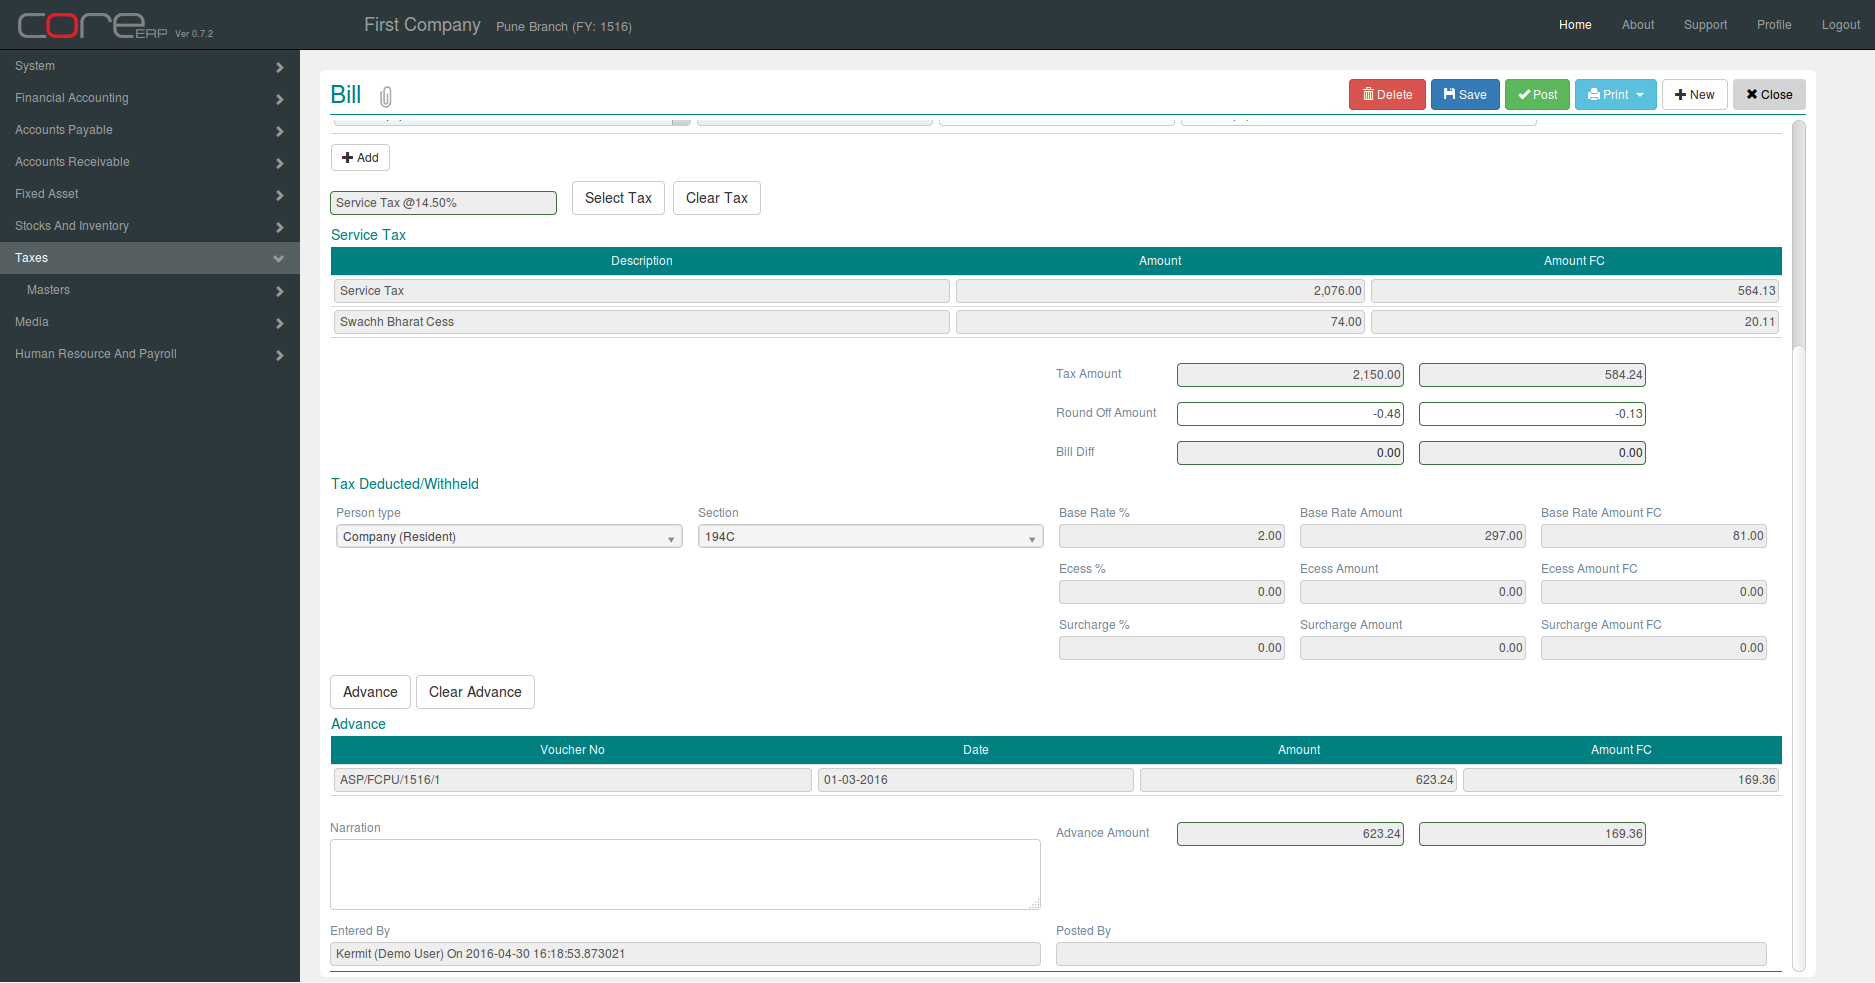 core ERP Ver 0.7.2
First Company Pune Branch (FY: 1516)
Home About Support Profile Logout
System
Financial Accounting
Accounts Payable
Accounts Receivable
Fixed Asset
Stocks And Inventory
Taxes
Masters
Media
Human Resource And Payroll
Bill
Delete Save Post Print New Close
Add
Service Tax @14.50% Select Tax Clear Tax
Service Tax
Description Amount Amount FC
Service Tax 2,076.00 564.13
Swachh Bharat Cess 74.00 20.11
Tax Amount 2,150.00 584.24
Round Off Amount -0.48 -0.13
Bill Diff 0.00 0.00
Tax Deducted/Withheld
Person type Section Base Rate % Base Rate Amount Base Rate Amount FC
Company (Resident) 194C 2.00 297.00 81.00
Ecess % Ecess Amount Ecess Amount FC
0.00 0.00 0.00
Surcharge % Surcharge Amount Surcharge Amount FC
0.00 0.00 0.00
Advance Clear Advance
Advance
Voucher No Date Amount Amount FC
ASP/FCPU/1516/1 01-03-2016 623.24 169.36
Narration
Advance Amount 623.24 169.36
Entered By Posted By
Kermit (Demo User) On 2016-04-30 16:18:53.873021